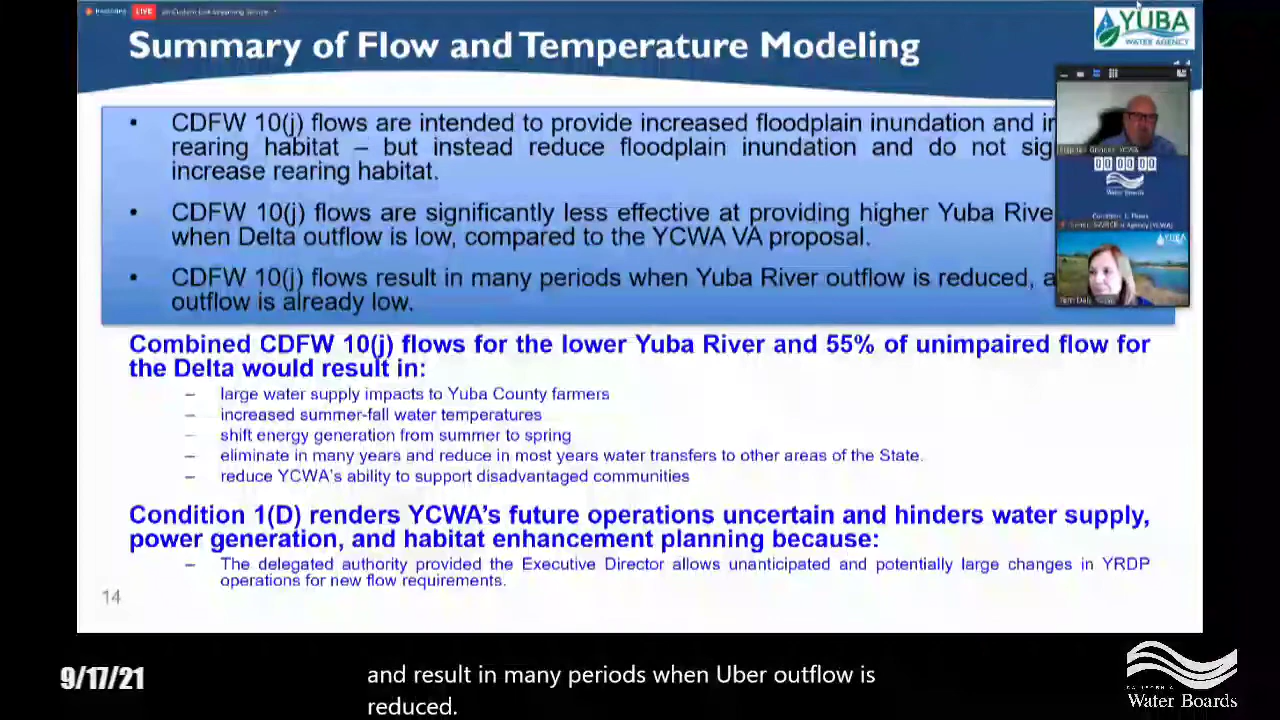 LIVE
Summary of Flow and Temperature Modeling
YUBA
WATER AGENCY
• CDFW 10(j) flows are intended to provide increased floodplain inundation and
rearing habitat – but instead reduce floodplain inundation and do not sig
increase rearing habitat.
• CDFW 10(j) flows are significantly less effective at providing higher Yuba Rive
when Delta outflow is low, compared to the YCWA VA proposal.
• CDFW 10(j) flows result in many periods when Yuba River outflow is reduced, a
outflow is already low.
00:00:00
Water Boards
YUBA
Combined CDFW 10(j) flows for the lower Yuba River and 55% of unimpaired flow for
the Delta would result in:
– large water supply impacts to Yuba County farmers
– increased summer-fall water temperatures
– shift energy generation from summer to spring
– eliminate in many years and reduce in most years water transfers to other areas of the State.
– reduce YCWA's ability to support disadvantaged communities
Condition 1(D) renders YCWA's future operations uncertain and hinders water supply,
power generation, and habitat enhancement planning because:
– The delegated authority provided the Executive Director allows unanticipated and potentially large changes in YRDP
operations for new flow requirements.
14
9/17/21
and result in many periods when Uber outflow is
reduced.
CALIFORNIA
Water Boards